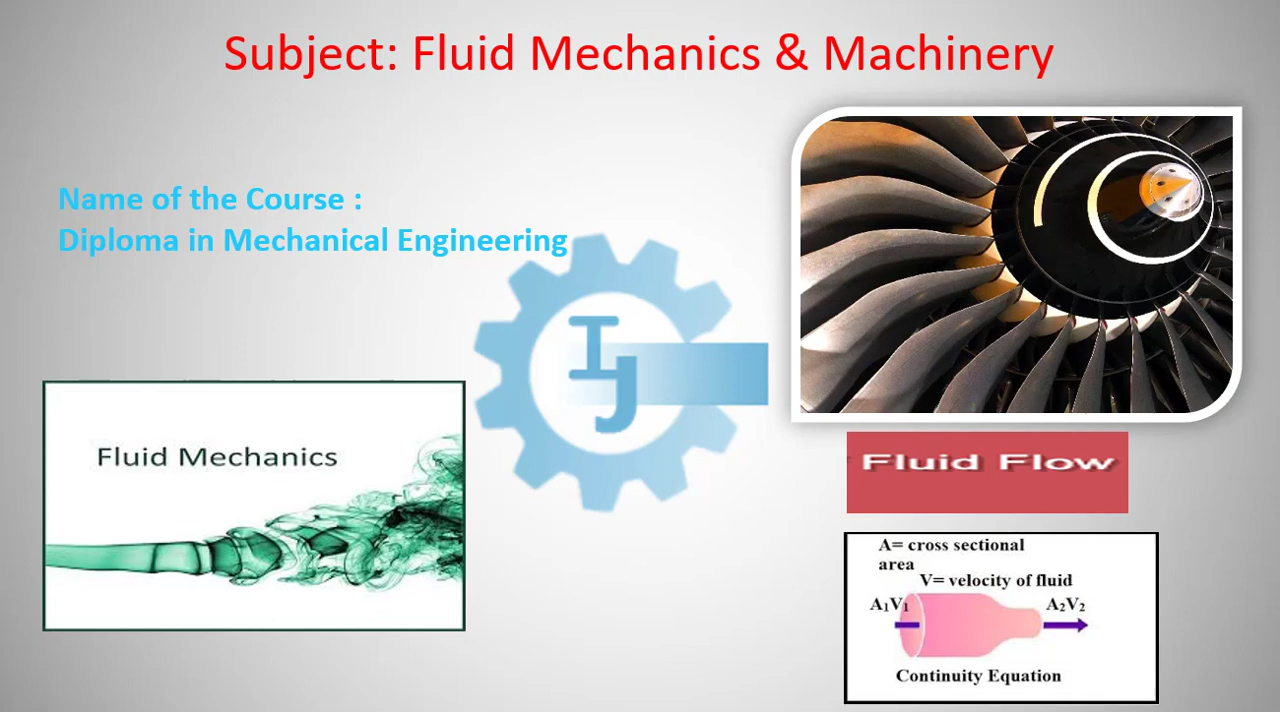 Subject: Fluid Mechanics & Machinery
Name of the Course :
Diploma in Mechanical Engineering
IJ
Fluid Mechanics
Fluid Flow
A= cross sectional
area
V= velocity of fluid
A₁V₁ A₂V₂
Continuity Equation